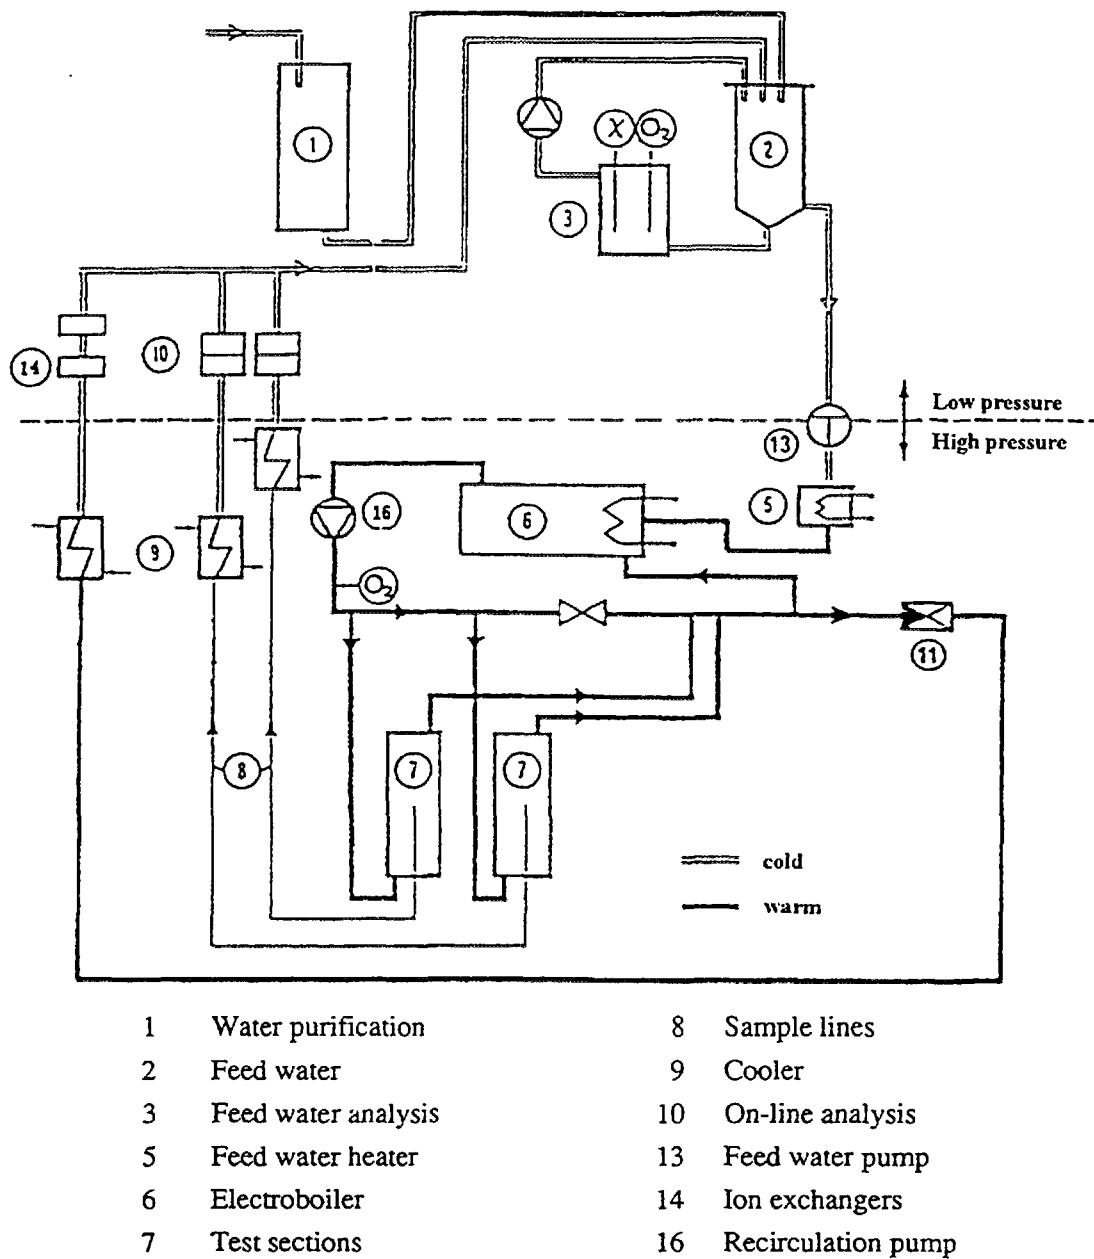 1
2
3
X
O₂
14
10
Low pressure
High pressure
13
5
6
16
9
O₂
11
7
7
8
cold
warm
1 Water purification
2 Feed water
3 Feed water analysis
5 Feed water heater
6 Electroboiler
7 Test sections
8 Sample lines
9 Cooler
10 On-line analysis
13 Feed water pump
14 Ion exchangers
16 Recirculation pump